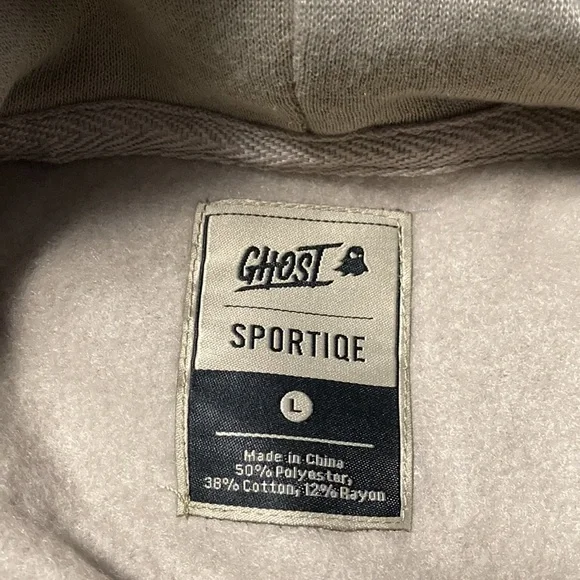 GHOST
SPORTIQE
L
Made in China
50% Polyester,
38% Cotton, 12% Rayon